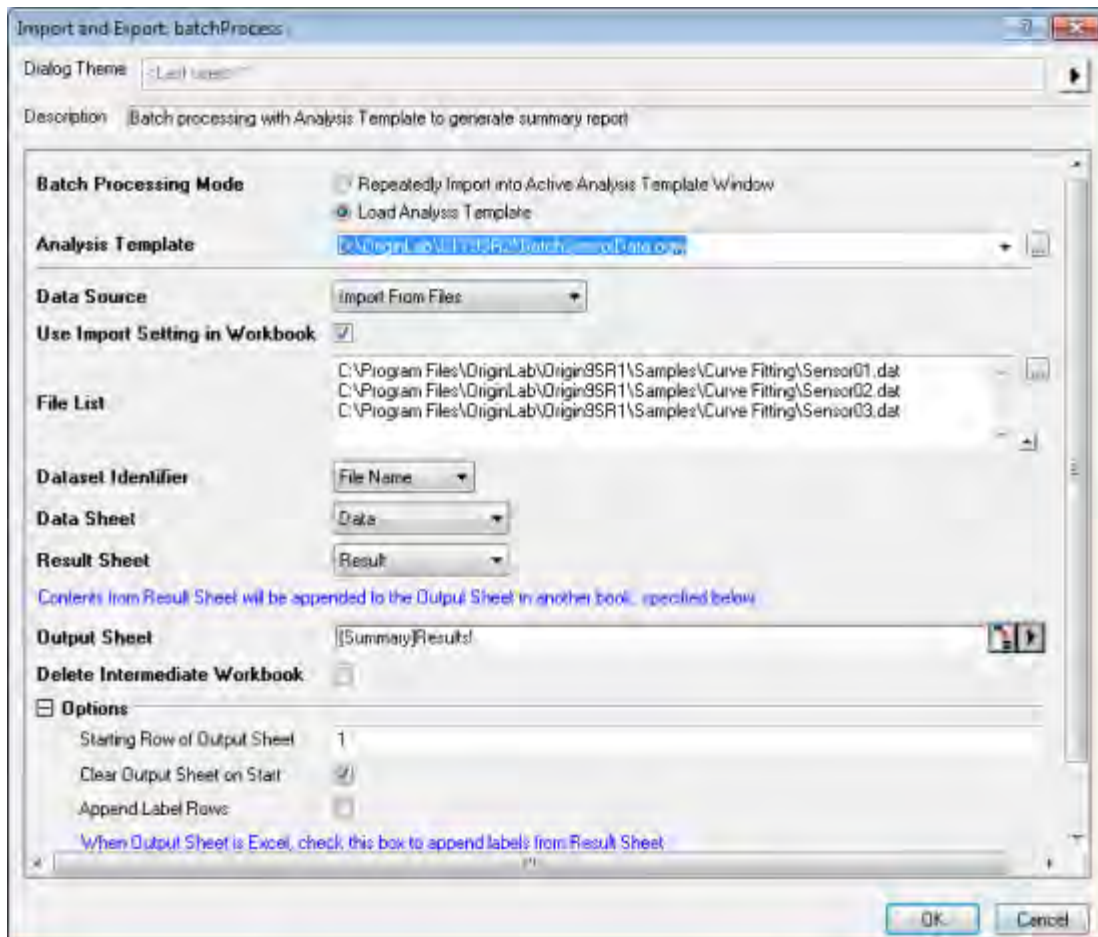 Import and Export: batchProcess
Dialog Theme <Last used>
Description Batch processing with Analysis Template to generate summary report
Batch Processing Mode Repeatedly Import into Active Analysis Template Window
Load Analysis Template
Analysis Template
Data Source Import From Files
Use Import Setting in Workbook
C:\Program Files\OriginLab\Origin9SR1\Samples\Curve Fitting\Sensor01.dat
C:\Program Files\OriginLab\Origin9SR1\Samples\Curve Fitting\Sensor02.dat
File List
C:\Program Files\OriginLab\Origin9SR1\Samples\Curve Fitting\Sensor03.dat
Dataset Identifier File Name
Data Sheet Data
Result Sheet Result
Contents from Result Sheet will be appended to the Output Sheet in another book, specified below
Output Sheet [Summary]Results!
Delete Intermediate Workbook
Options
Starting Row of Output Sheet 1
Clear Output Sheet on Start
Append Label Rows
When Output Sheet is Excel, check this box to append labels from Result Sheet
OK Cancel